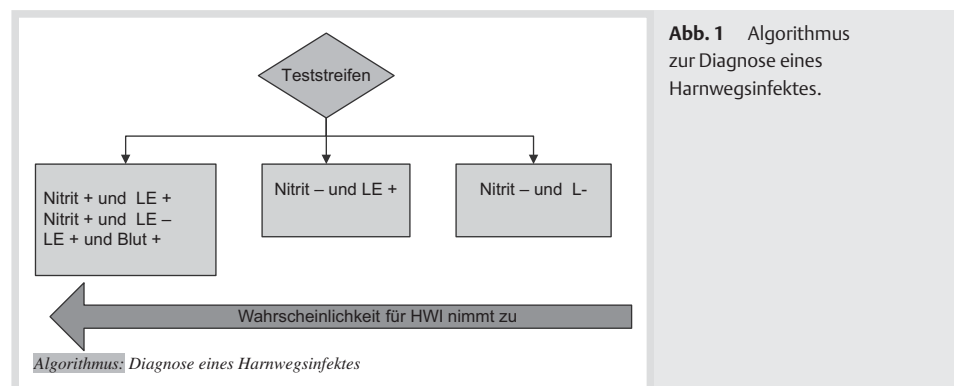 Teststreifen
Nitrit + und LE +
Nitrit + und LE –
LE + und Blut +
Nitrit – und LE +
Nitrit – und L-
Wahrscheinlichkeit für HWI nimmt zu
Algorithmus: Diagnose eines Harnwegsinfektes
Abb. 1 Algorithmus
zur Diagnose eines
Harnwegsinfektes.